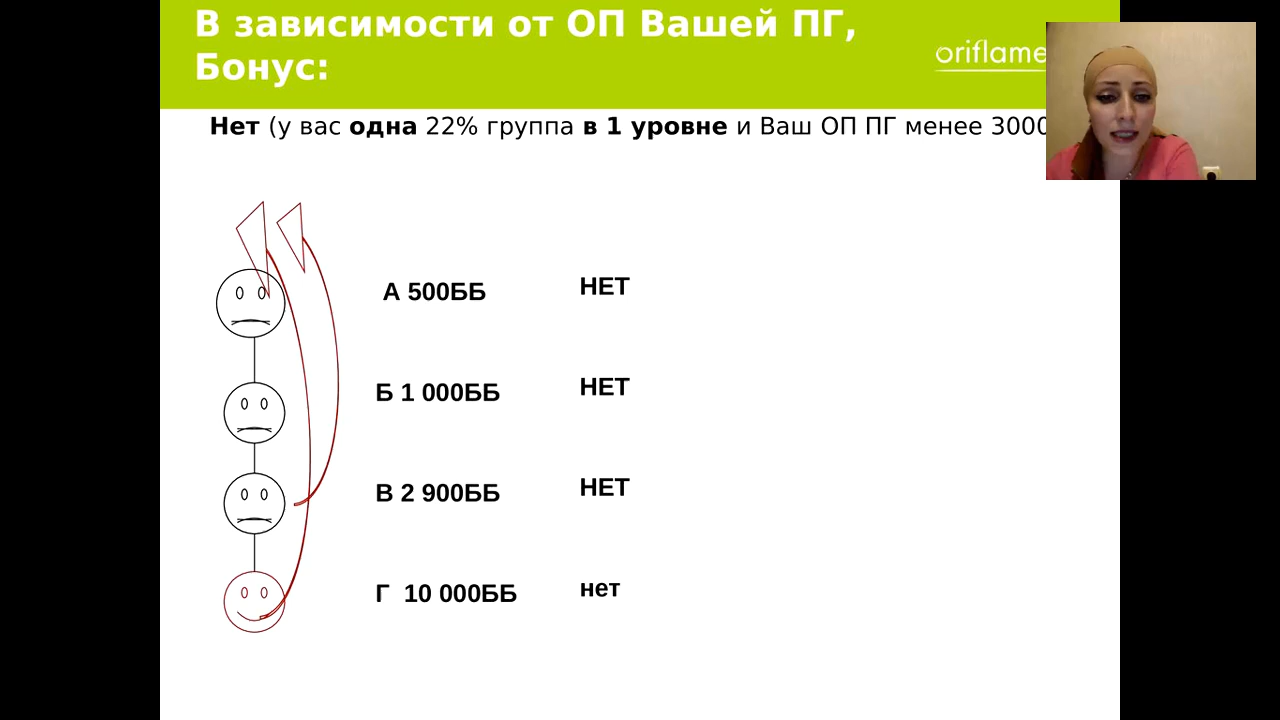 В зависимости от ОП Вашей ПГ,
Бонус:
oriflame
Нет (у вас одна 22% группа в 1 уровне и Ваш ОП ПГ менее 3000
А 500ББ НЕТ
Б 1 000ББ НЕТ
В 2 900ББ НЕТ
Г 10 000ББ нет